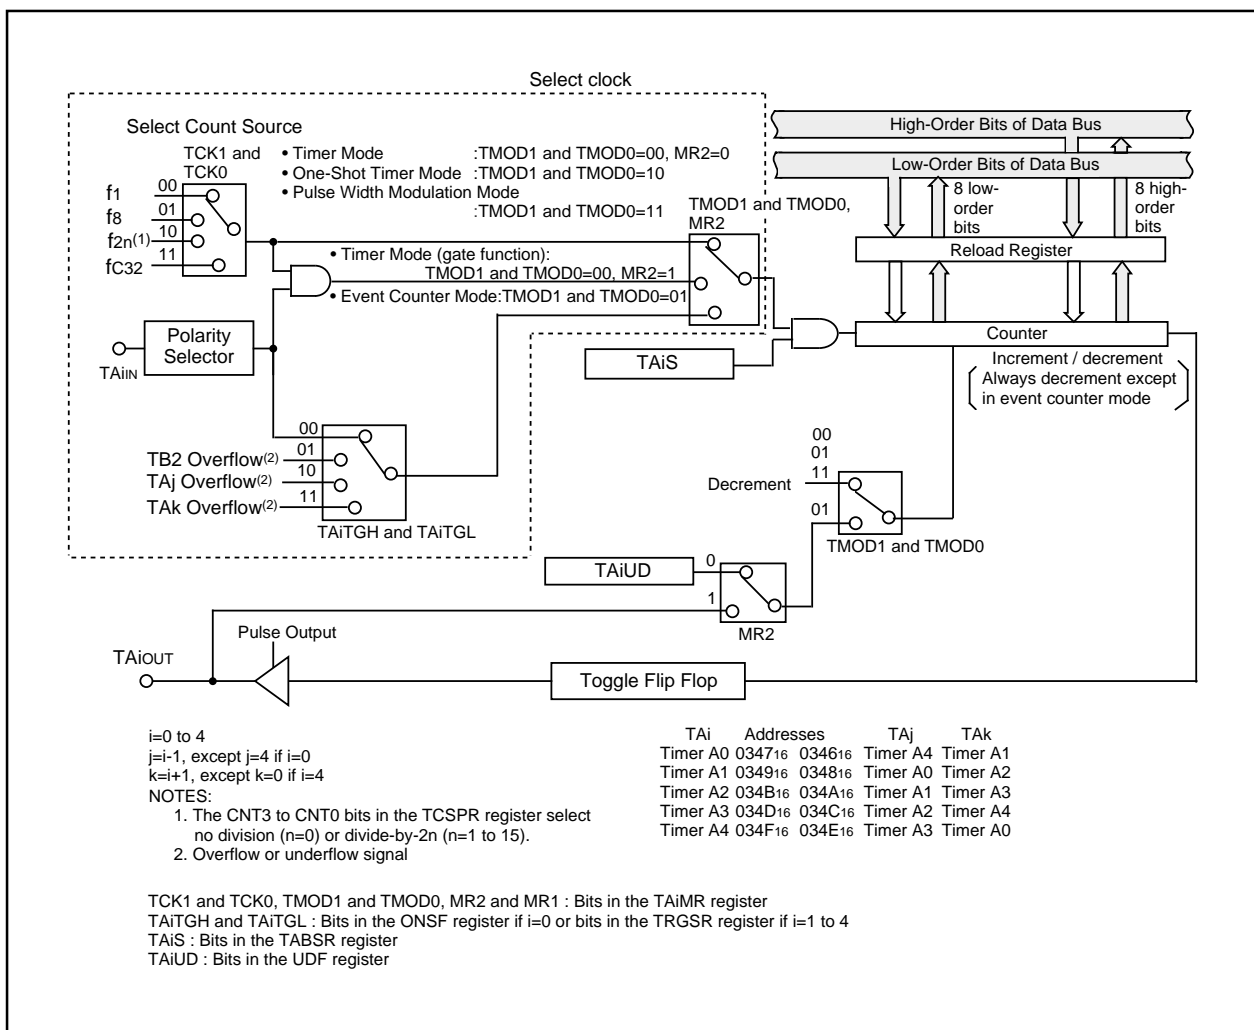 Select clock
Select Count Source
TCK1 and
TCK0
• Timer Mode :TMOD1 and TMOD0=00, MR2=0
• One-Shot Timer Mode :TMOD1 and TMOD0=10
• Pulse Width Modulation Mode
:TMOD1 and TMOD0=11
f1 00
f8 01
f2n(1) 10
fC32 11
TMOD1 and TMOD0,
MR2
• Timer Mode (gate function):
TMOD1 and TMOD0=00, MR2=1
• Event Counter Mode:TMOD1 and TMOD0=01
High-Order Bits of Data Bus
Low-Order Bits of Data Bus
8 low-
order
bits
8 high-
order
bits
Reload Register
Counter
Increment / decrement
Always decrement except
in event counter mode
Polarity
Selector
TAiIN
TAiS
00
TB2 Overflow(2) 01
TAj Overflow(2) 10
TAk Overflow(2) 11
TAiTGH and TAiTGL
00
01
Decrement 11
01
TMOD1 and TMOD0
TAiUD 0
1
MR2
Pulse Output
TAiOUT
Toggle Flip Flop
i=0 to 4
j=i-1, except j=4 if i=0
k=i+1, except k=0 if i=4
NOTES:
1. The CNT3 to CNT0 bits in the TCSPR register select
no division (n=0) or divide-by-2n (n=1 to 15).
2. Overflow or underflow signal
TAi Addresses TAj TAk
Timer A0 034716 034616 Timer A4 Timer A1
Timer A1 034916 034816 Timer A0 Timer A2
Timer A2 034B16 034A16 Timer A1 Timer A3
Timer A3 034D16 034C16 Timer A2 Timer A4
Timer A4 034F16 034E16 Timer A3 Timer A0
TCK1 and TCK0, TMOD1 and TMOD0, MR2 and MR1 : Bits in the TAiMR register
TAiTGH and TAiTGL : Bits in the ONSF register if i=0 or bits in the TRGSR register if i=1 to 4
TAiS : Bits in the TABSR register
TAiUD : Bits in the UDF register